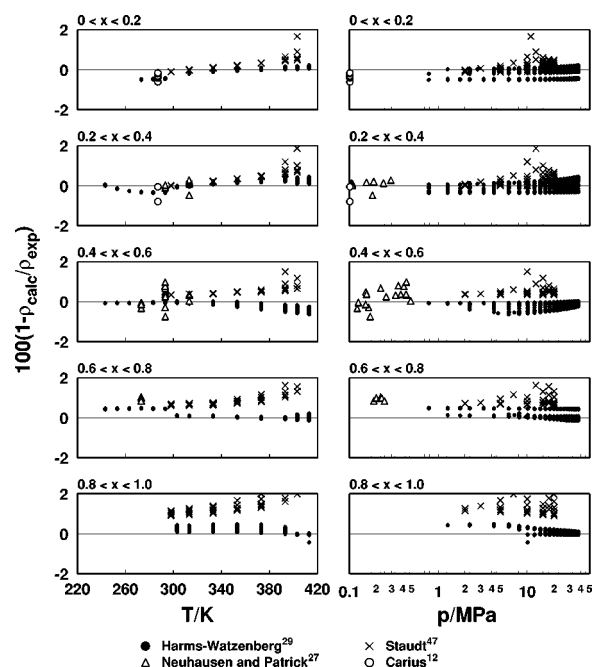 0 < x < 0.2
0 < x < 0.2
2
0
-2
0.2 < x < 0.4
0.2 < x < 0.4
2
0
-2
0.4 < x < 0.6
0.4 < x < 0.6
2
0
-2
0.6 < x < 0.8
0.6 < x < 0.8
2
0
-2
0.8 < x < 1.0
0.8 < x < 1.0
2
0
-2
100(1-ρcalc/ρexp)
220 260 300 340 380 420
0.1 2 3 4 5 1 2 3 4 5 10 2 3 4 5
T/K
p/MPa
Harms-Watzenberg29
Staudt47
Neuhausen and Patrick27
Carius12